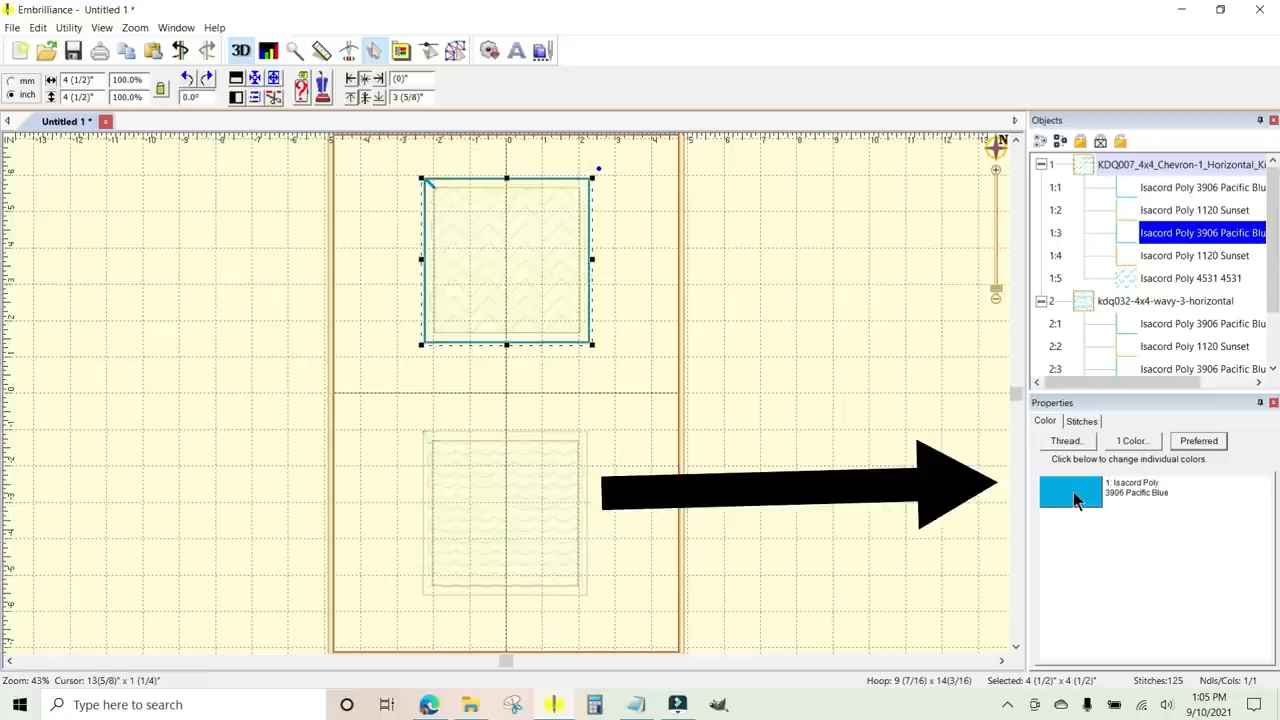 Embrilliance - Untitled 1 *
File Edit Utility View Zoom Window Help
3D A
mm 4 (1/2)" 100.0% (0)"
inch 4 (1/2)" 100.0% 0.0° 3 (5/8)"
Untitled 1 * Objects
N
1 KDQ007_4x4_Chevron-1_Horizontal_K
1:1 Isacord Poly 3906 Pacific Blu
1:2 Isacord Poly 1120 Sunset
1:3 Isacord Poly 3906 Pacific Blu
1:4 Isacord Poly 1120 Sunset
1:5 Isacord Poly 4531 4531
2 kdq032-4x4-wavy-3-horizontal
2:1 Isacord Poly 3906 Pacific Blu
2:2 Isacord Poly 1120 Sunset
2:3 Isacord Poly 3906 Pacific Blu
Properties
Color Stitches
Thread... 1 Color... Preferred
Click below to change individual colors.
1: Isacord Poly
3906 Pacific Blue
Zoom: 43% Cursor: 13(5/8)" x 1 (1/4)" Hoop: 9 (7/16) x 14(3/16) Selected: 4 (1/2)" x 4 (1/2)" Stitches:125 Ndls/Cols: 1/1
Type here to search
1:05 PM
9/10/2021